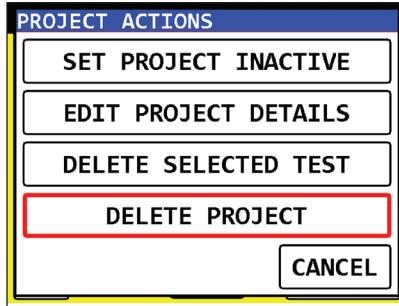 PROJECT ACTIONS
SET PROJECT INACTIVE
EDIT PROJECT DETAILS
DELETE SELECTED TEST
DELETE PROJECT
CANCEL